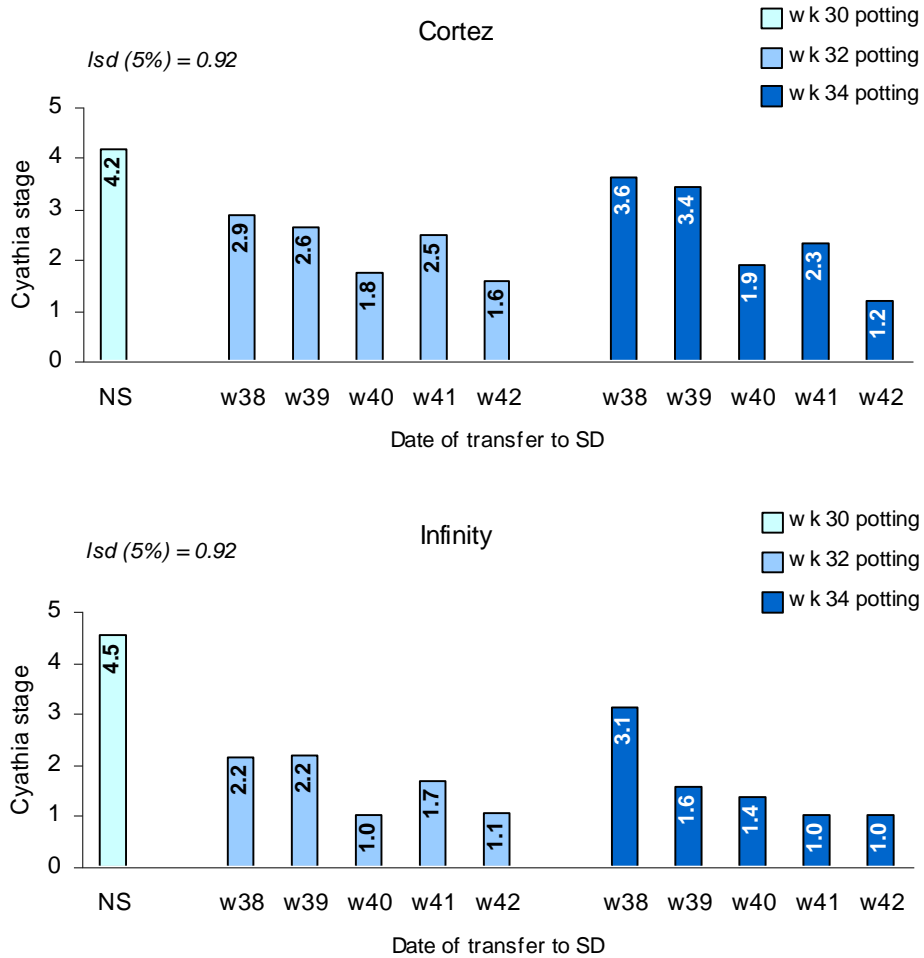 Cortez
lsd (5%) = 0.92
w k 30 potting
w k 32 potting
w k 34 potting
5
4
3
2
1
0
Cyathia stage
4.2
2.9
2.6
1.8
2.5
1.6
3.6
3.4
1.9
2.3
1.2
NS w38 w39 w40 w41 w42 w38 w39 w40 w41 w42
Date of transfer to SD
Infinity
lsd (5%) = 0.92
w k 30 potting
w k 32 potting
w k 34 potting
5
4
3
2
1
0
Cyathia stage
4.5
2.2
2.2
1.0
1.7
1.1
3.1
1.6
1.4
1.0
1.0
NS w38 w39 w40 w41 w42 w38 w39 w40 w41 w42
Date of transfer to SD